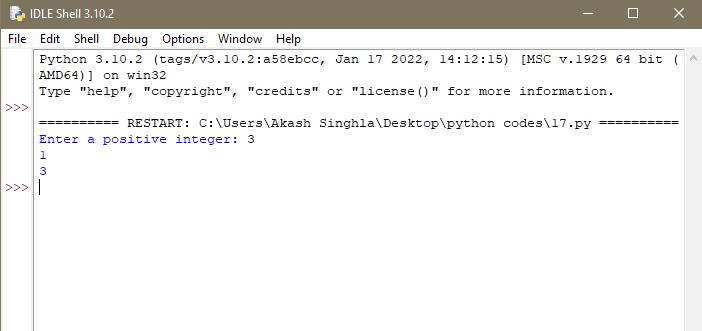 IDLE Shell 3.10.2
File Edit Shell Debug Options Window Help
Python 3.10.2 (tags/v3.10.2:a58ebcc, Jan 17 2022, 14:12:15) [MSC v.1929 64 bit (
AMD64)] on win32
Type "help", "copyright", "credits" or "license()" for more information.
>>>
========== RESTART: C:\Users\Akash Singhla\Desktop\python codes\17.py ==========
Enter a positive integer: 3
1
3
>>>